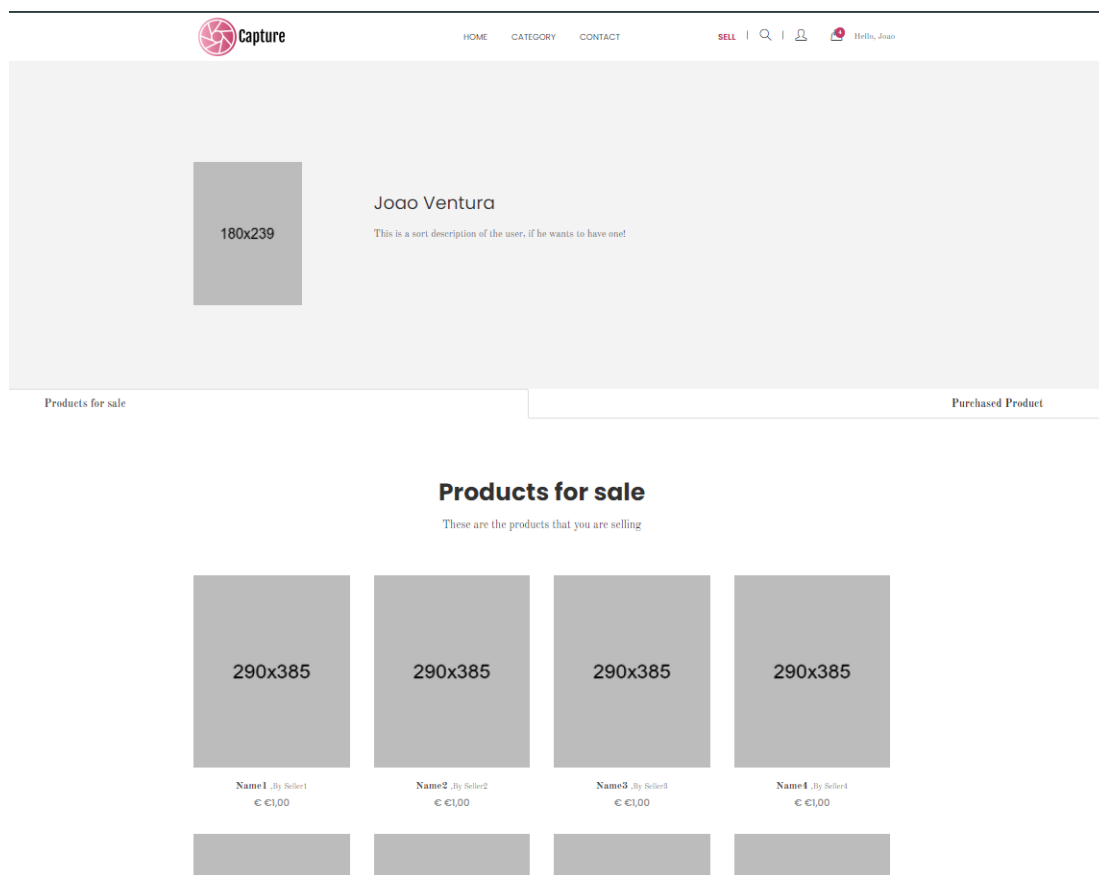 Capture
HOME CATEGORY CONTACT
SELL 4 Hello, Joao
180x239
Joao Ventura
This is a sort description of the user, if he wants to have one!
Products for sale Purchased Product
Products for sale
These are the products that you are selling
290x385 290x385 290x385 290x385
Name1 ,By Seller1 Name2 ,By Seller2 Name3 ,By Seller3 Name4 ,By Seller4
€ €1,00 € €1,00 € €1,00 € €1,00